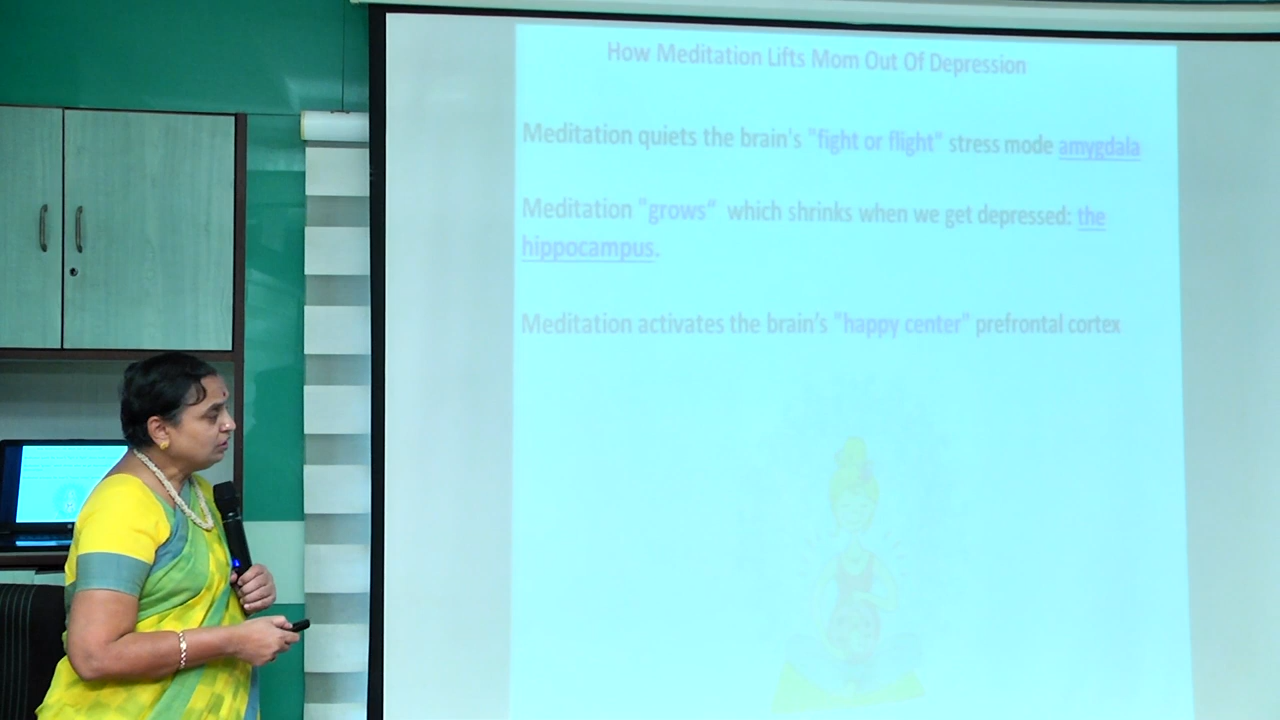 How Meditation Lifts Mom Out Of Depression
Meditation quiets the brain's "fight or flight" stress mode amygdala
Meditation "grows" which shrinks when we get depressed: the
hippocampus.
Meditation activates the brain's "happy center" prefrontal cortex